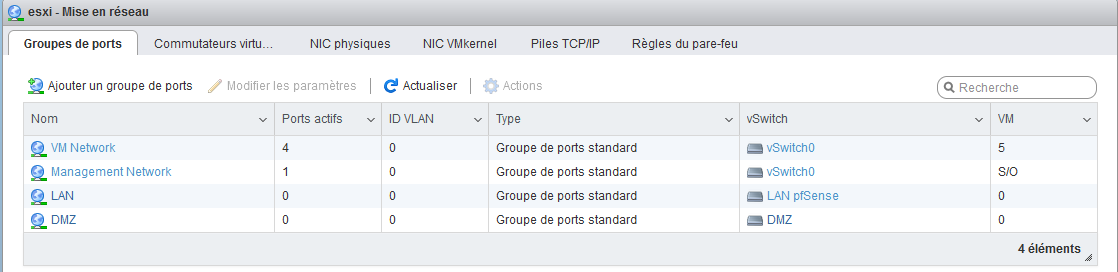 esxi - Mise en réseau
Groupes de ports Commutateurs virtu... NIC physiques NIC VMkernel Piles TCP/IP Règles du pare-feu
Ajouter un groupe de ports Modifier les paramètres Actualiser Actions Recherche
Nom Ports actifs ID VLAN Type vSwitch VM
VM Network 4 0 Groupe de ports standard vSwitch0 5
Management Network 1 0 Groupe de ports standard vSwitch0 S/O
LAN 0 0 Groupe de ports standard LAN pfSense 0
DMZ 0 0 Groupe de ports standard DMZ 0
4 éléments